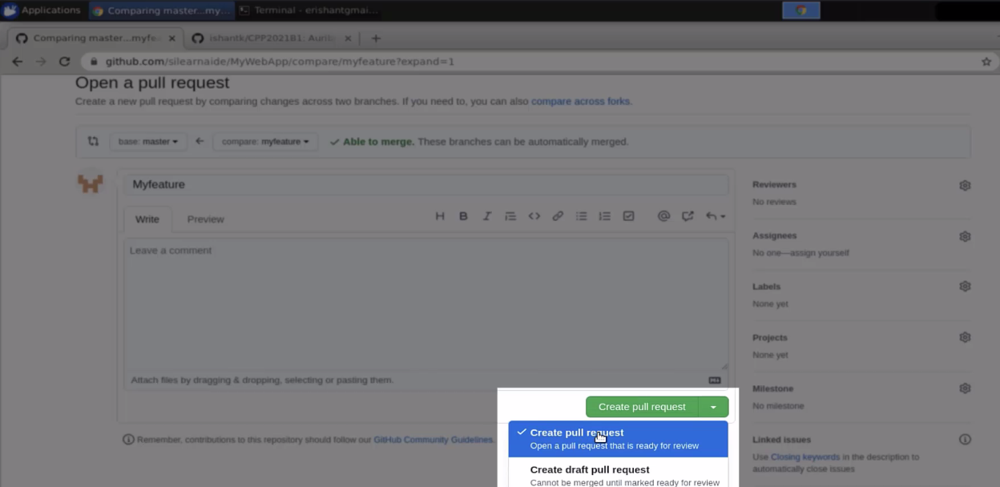 Applications
Comparing master...my...
Terminal - erishantgmai...
Comparing master...myfe
ishantk/CPP2021B1: Aurib
github.com/silearnaide/MyWebApp/compare/myfeature?expand=1
Open a pull request
Create a new pull request by comparing changes across two branches. If you need to, you can also compare across forks.
base: master
compare: myfeature
Able to merge. These branches can be automatically merged.
Myfeature
Write
Preview
Leave a comment
Attach files by dragging & dropping, selecting or pasting them.
Create pull request
Create pull request
Open a pull request that is ready for review
Create draft pull request
Cannot be merged until marked ready for review
Remember, contributions to this repository should follow our GitHub Community Guidelines.
Reviewers
No reviews
Assignees
No one—assign yourself
Labels
None yet
Projects
None yet
Milestone
No milestone
Linked issues
Use Closing keywords in the description to
automatically close issues